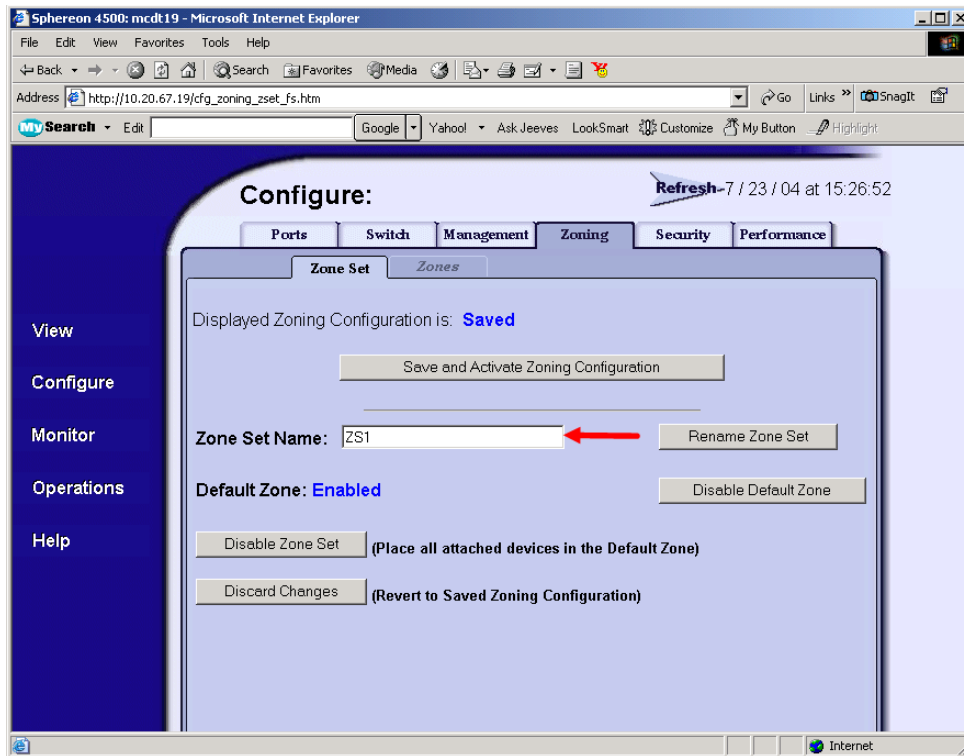 Sphereon 4500: mcdt19 - Microsoft Internet Explorer
File Edit View Favorites Tools Help
Back Search Favorites Media
Address http://10.20.67.19/cfg_zoning_zset_fs.htm Go Links » SnagIt
MySearch Edit Google Yahoo! Ask Jeeves LookSmart Customize My Button Highlight
Configure: Refresh-7 / 23 / 04 at 15:26:52
Ports Switch Management Zoning Security Performance
Zone Set Zones
Displayed Zoning Configuration is: Saved
View
Save and Activate Zoning Configuration
Configure
Monitor
Zone Set Name: ZS1 Rename Zone Set
Operations
Default Zone: Enabled Disable Default Zone
Help
Disable Zone Set (Place all attached devices in the Default Zone)
Discard Changes (Revert to Saved Zoning Configuration)
Internet